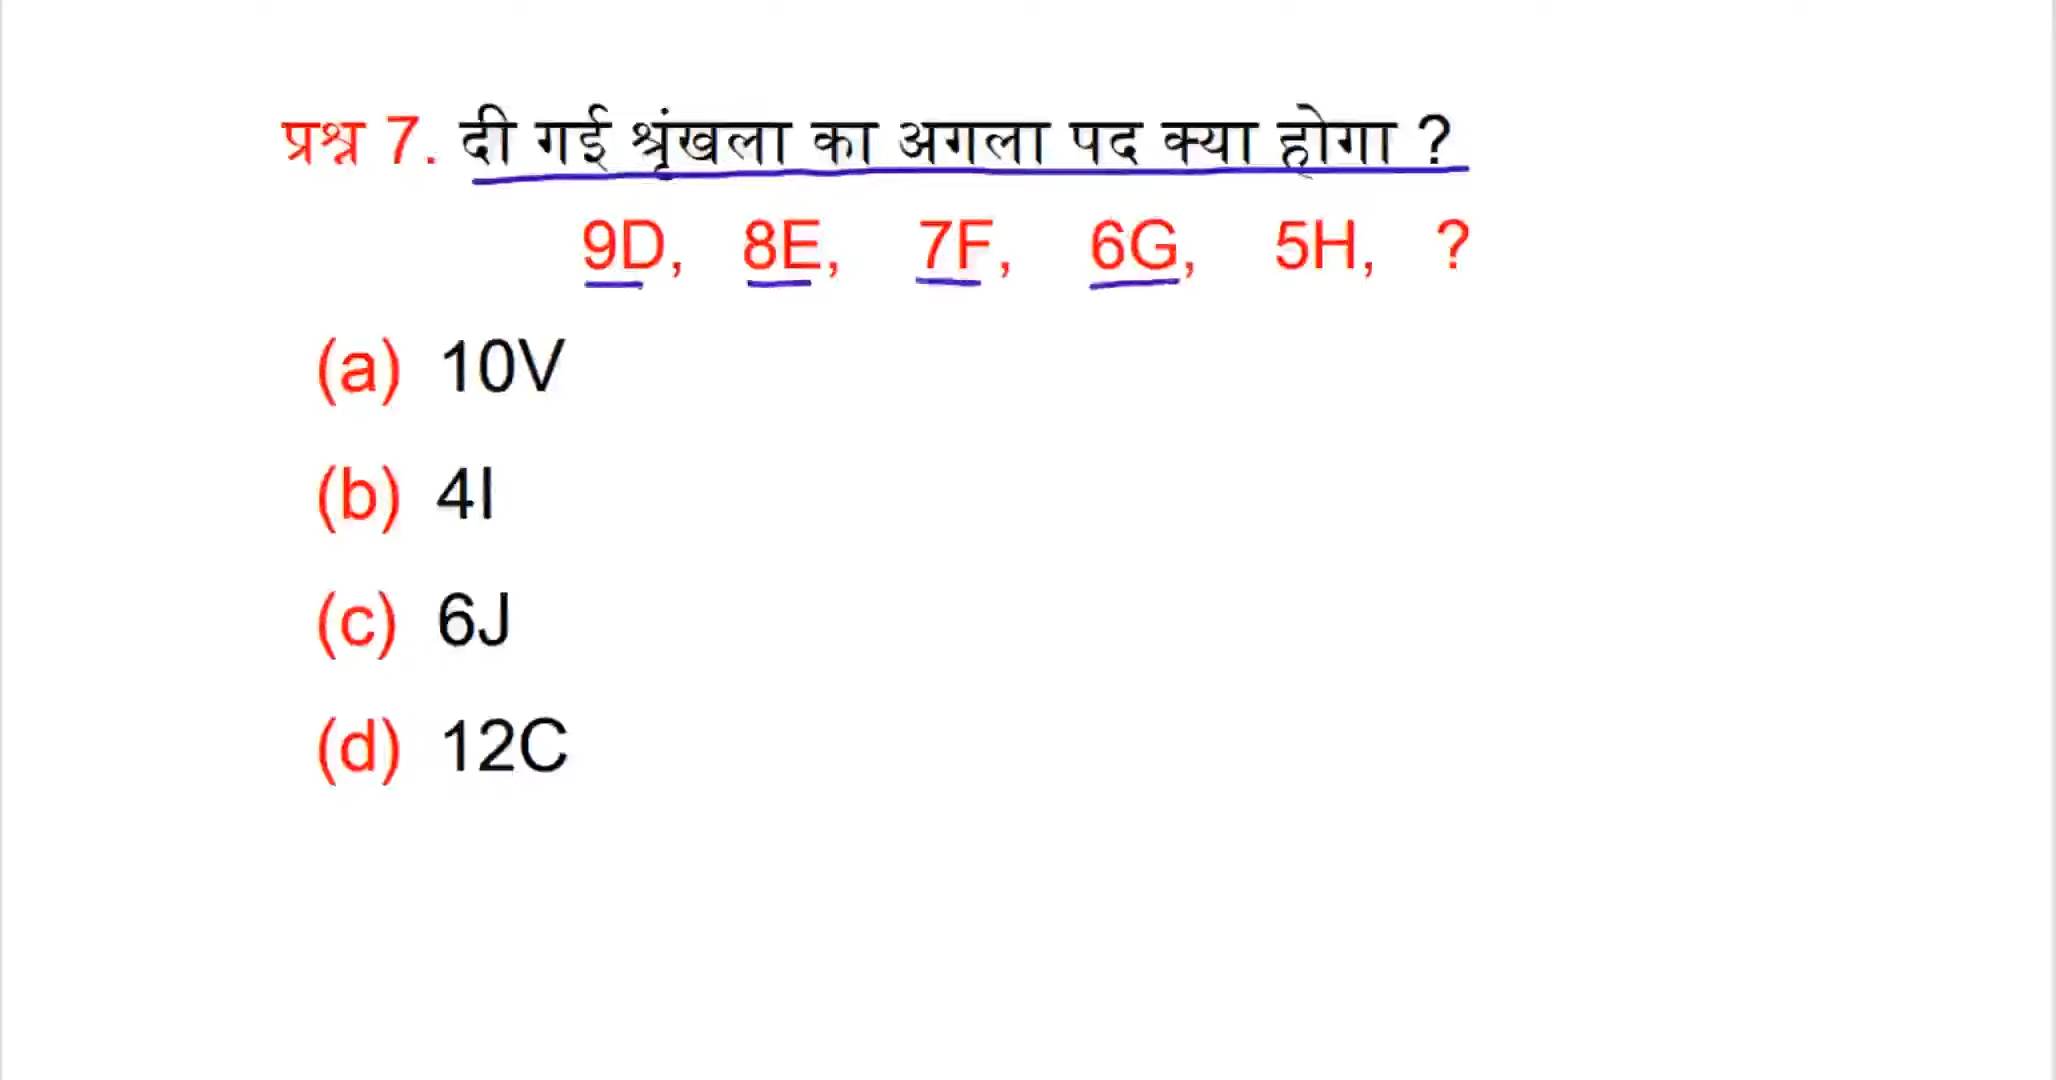 प्रश्न 7. दी गई श्रृंखला का अगला पद क्या होगा ?
9D, 8E, 7F, 6G, 5H, ?
(a) 10V
(b) 4I
(c) 6J
(d) 12C